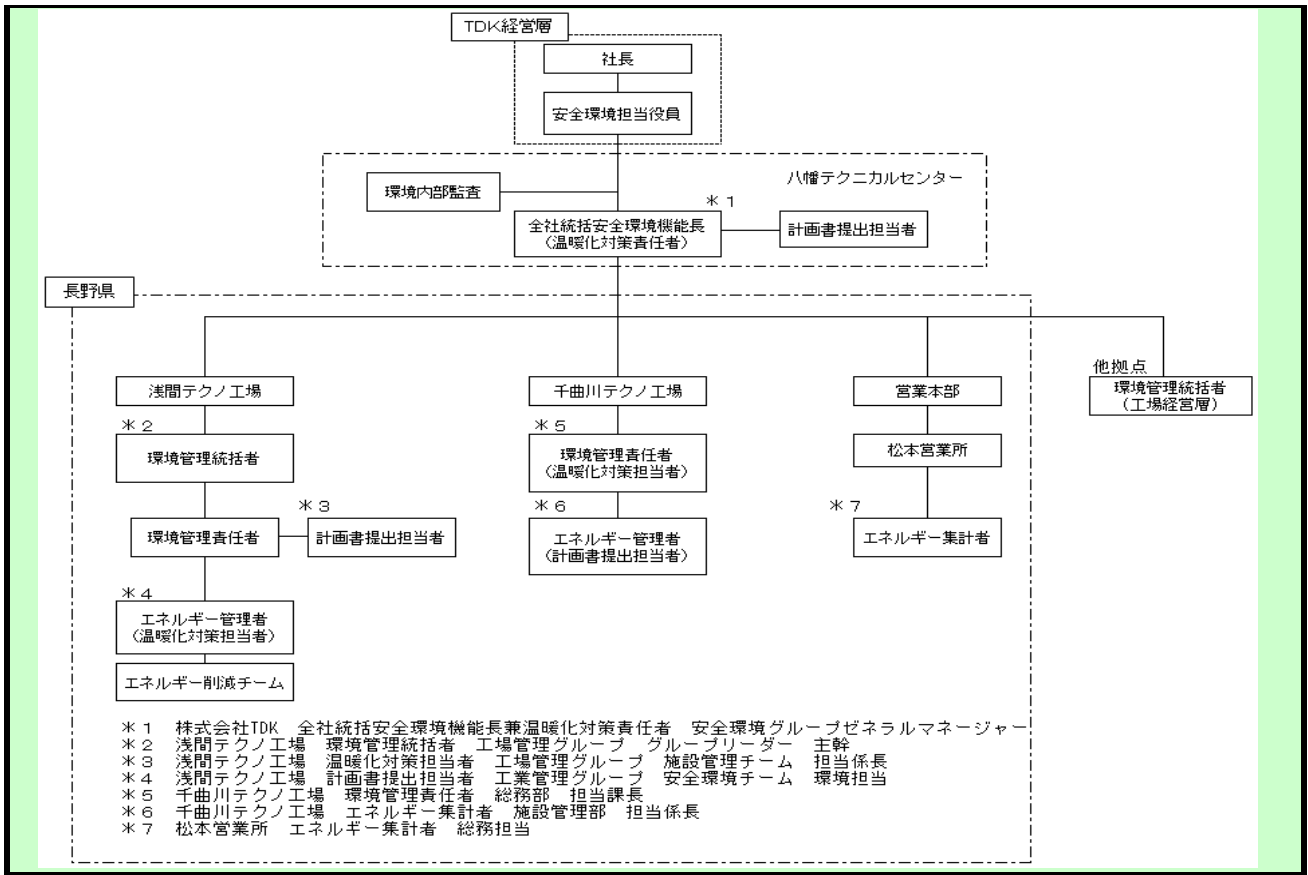 TDK経営層
社長
安全環境担当役員
八幡テクニカルセンター
環境内部監査
＊１
全社統括安全環境機能長
（温暖化対策責任者）
計画書提出担当者
長野県
浅間テクノ工場
千曲川テクノ工場
営業本部
他拠点
環境管理統括者
（工場経営層）
＊２
環境管理統括者
＊５
環境管理責任者
（温暖化対策担当者）
松本営業所
＊３
環境管理責任者
計画書提出担当者
＊６
エネルギー管理者
（計画書提出担当者）
＊７
エネルギー集計者
＊４
エネルギー管理者
（温暖化対策担当者）
エネルギー削減チーム
＊１　株式会社TDK　全社統括安全環境機能長兼温暖化対策責任者　安全環境グループゼネラルマネージャー
＊２　浅間テクノ工場　環境管理統括者　工場管理グループ　グループリーダー　主幹
＊３　浅間テクノ工場　温暖化対策担当者　工場管理グループ　施設管理チーム　担当係長
＊４　浅間テクノ工場　計画書提出担当者　工業管理グループ　安全環境チーム　環境担当
＊５　千曲川テクノ工場　環境管理責任者　総務部　担当課長
＊６　千曲川テクノ工場　エネルギー集計者　施設管理部　担当係長
＊７　松本営業所　エネルギー集計者　総務担当